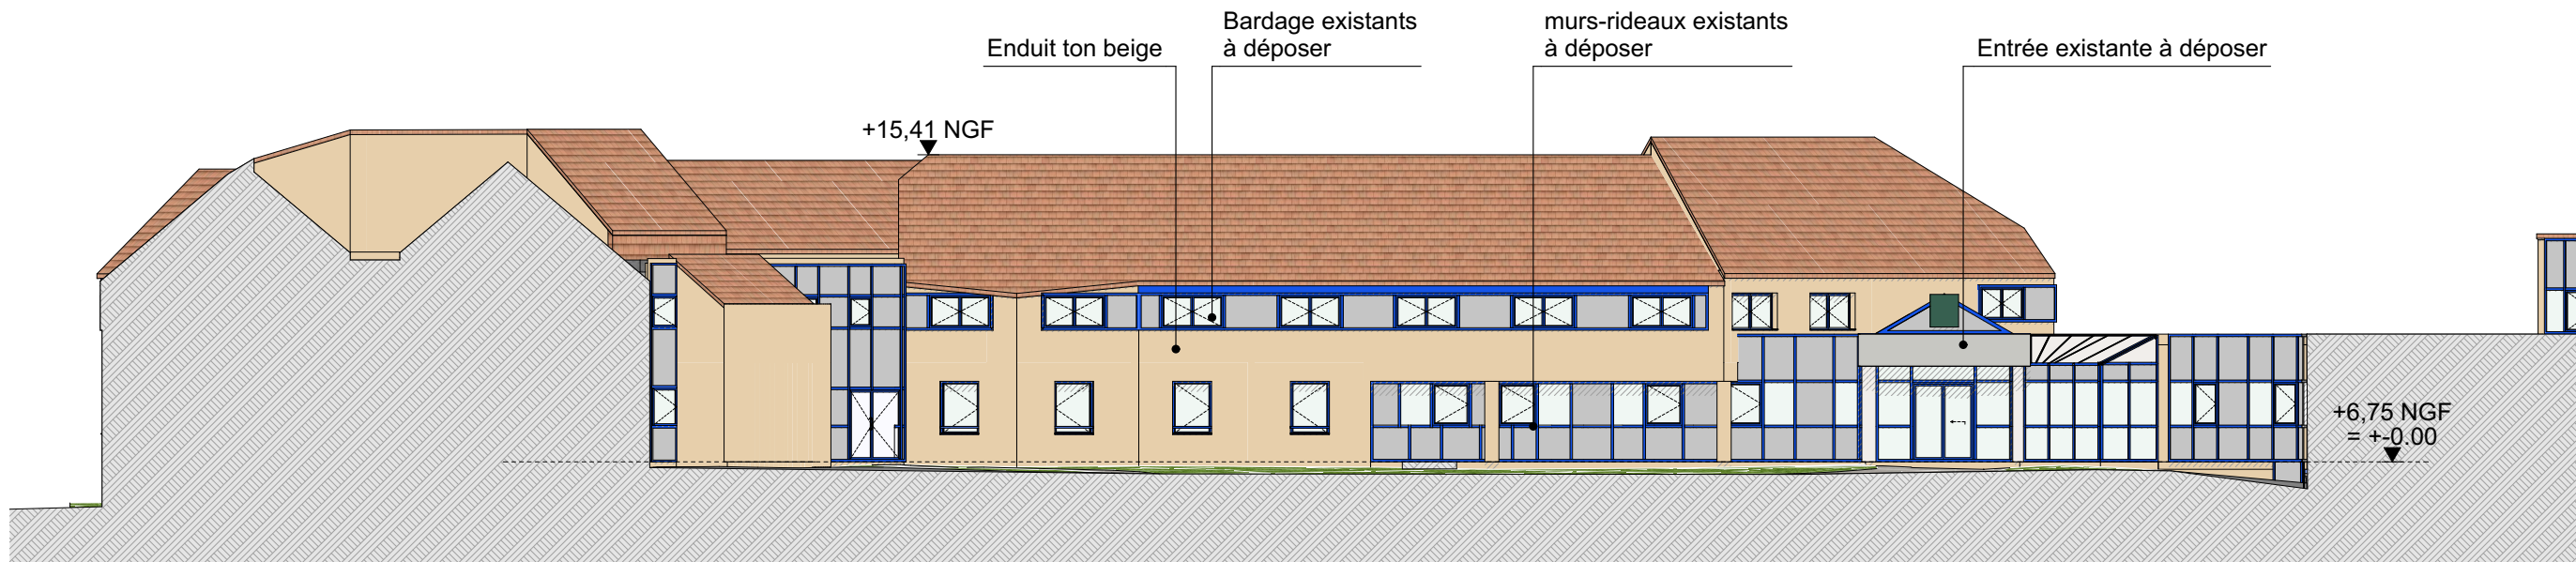 Enduit ton beige
Bardage existants
à déposer
murs-rideaux existants
à déposer
Entrée existante à déposer
+15,41 NGF
+6,75 NGF
= +-0.00